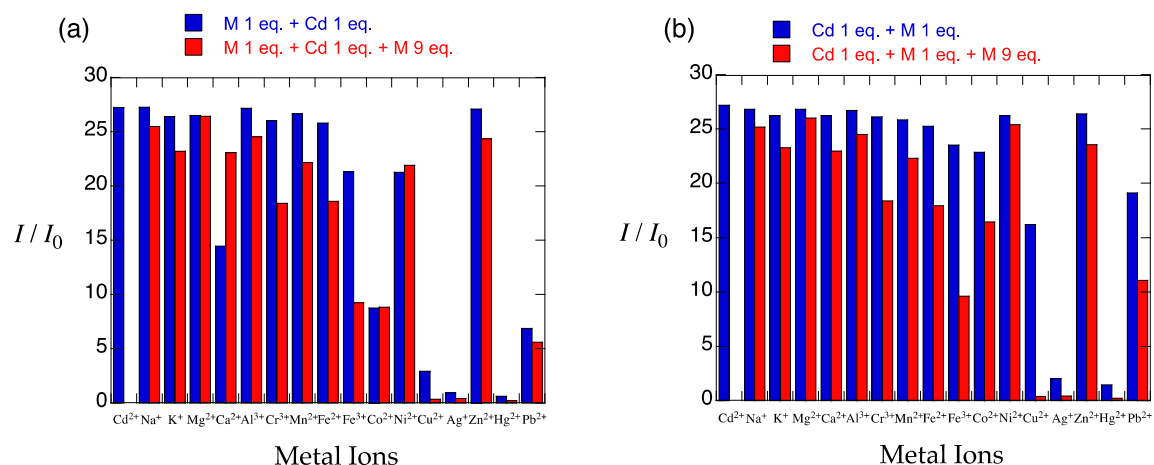 (a)
M 1 eq. + Cd 1 eq.
M 1 eq. + Cd 1 eq. + M 9 eq.
30
25
20
15
10
5
0
I / I0
Cd2+ Na+ K+ Mg2+ Ca2+ Al3+ Cr3+ Mn2+ Fe2+ Fe3+ Co2+ Ni2+ Cu2+ Ag+ Zn2+ Hg2+ Pb2+
Metal Ions
(b)
Cd 1 eq. + M 1 eq.
Cd 1 eq. + M 1 eq. + M 9 eq.
30
25
20
15
10
5
0
I / I0
Cd2+ Na+ K+ Mg2+ Ca2+ Al3+ Cr3+ Mn2+ Fe2+ Fe3+ Co2+ Ni2+ Cu2+ Ag+ Zn2+ Hg2+ Pb2+
Metal Ions